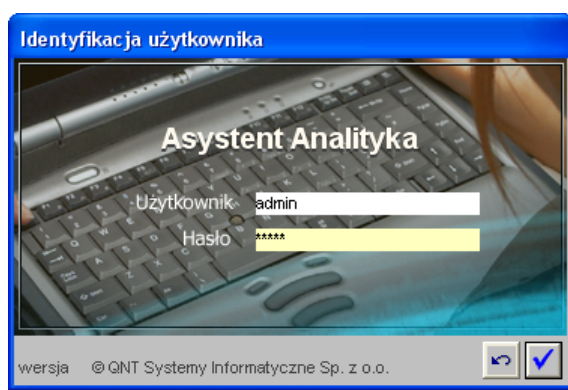 Identyfikacja użytkownika
Asystent Analityka
Użytkownik admin
Hasło *****
wersja © QNT Systemy Informatyczne Sp. z o.o.